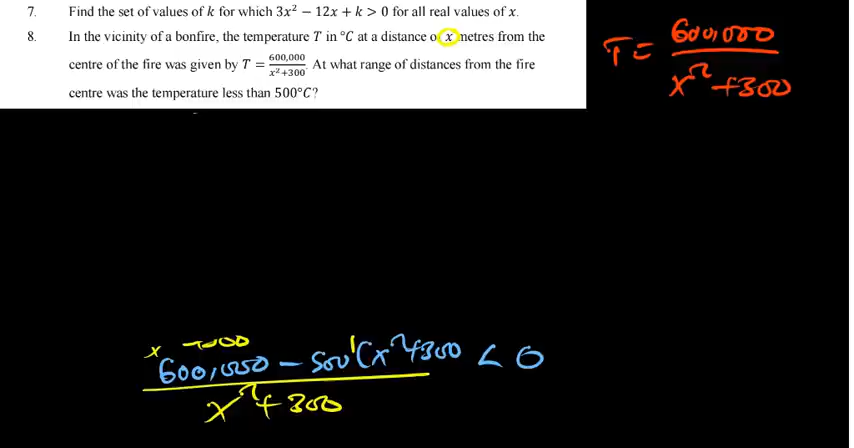 7. Find the set of values of k for which 3x² − 12x + k > 0 for all real values of x.
8. In the vicinity of a bonfire, the temperature T in °C at a distance o x metres from the
centre of the fire was given by T = 600,000 / x²+300. At what range of distances from the fire
centre was the temperature less than 500°C?
T = 600,000 / x² + 300
600,000 − 500 (x² + 300 < 0
x² + 300